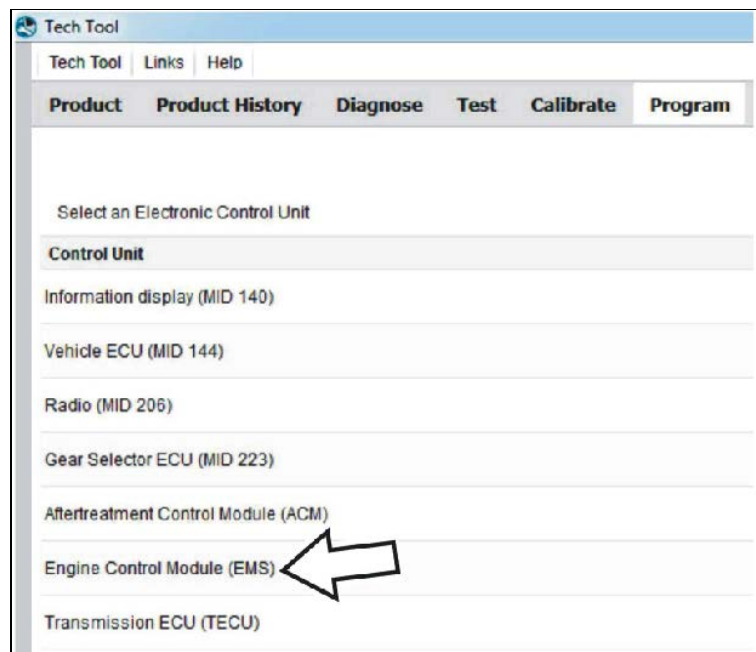 Tech Tool
Tech Tool Links Help
Product Product History Diagnose Test Calibrate Program
Select an Electronic Control Unit
Control Unit
Information display (MID 140)
Vehicle ECU (MID 144)
Radio (MID 206)
Gear Selector ECU (MID 223)
Aftertreatment Control Module (ACM)
Engine Control Module (EMS)
Transmission ECU (TECU)